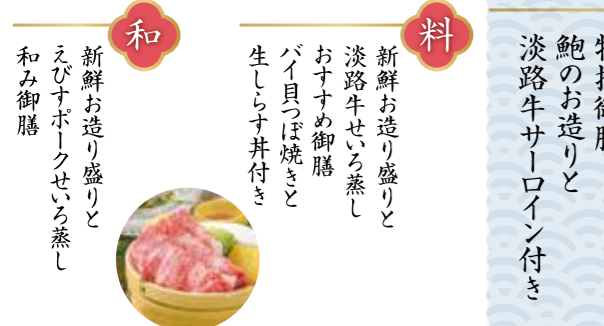 鮑のお造りと
淡路牛サーロイン付き
料
新鮮お造り盛りと
淡路牛せいろ蒸し
おすすめ御膳
バイ貝つぼ焼きと
生しらす丼付き
和
新鮮お造り盛りと
えびすポークせいろ蒸し
和み御膳